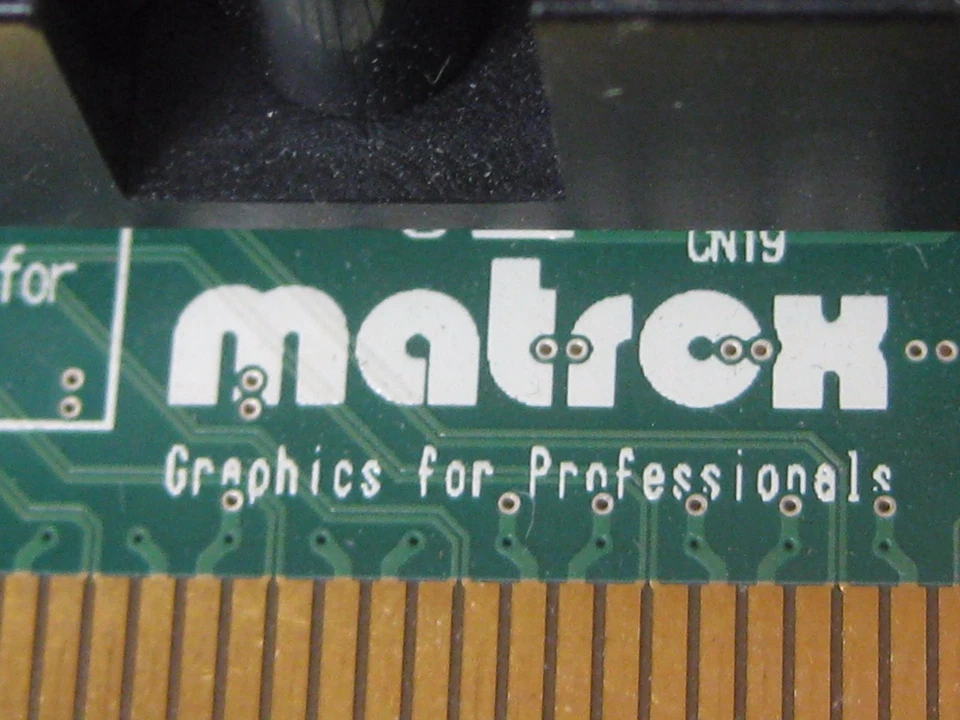 CN19
for
matrox
Graphics for Professionals